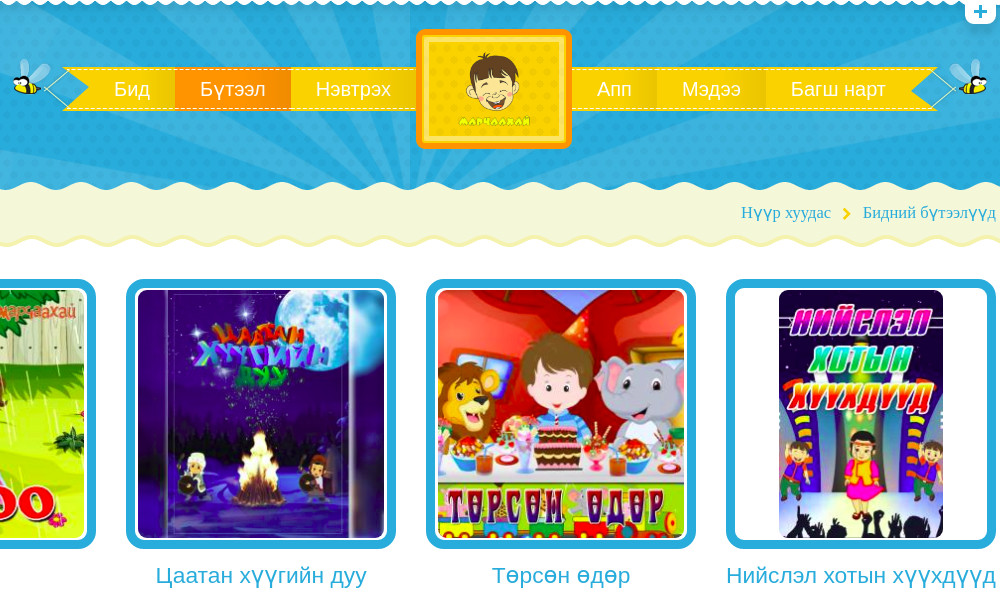 Бид
Бүтээл
Нэвтрэх
Марчаахай
Апп
Мэдээ
Багш нарт
Нүүр хуудас
Бидний бүтээлүүд
ЦААТАН
ХҮҮГИЙН
ДУУ
ТӨРСӨН ӨДӨР
НИЙСЛЭЛ
ХОТЫН
ХҮҮХДҮҮД
Цаатан хүүгийн дуу
Төрсөн өдөр
Нийслэл хотын хүүхдүүд